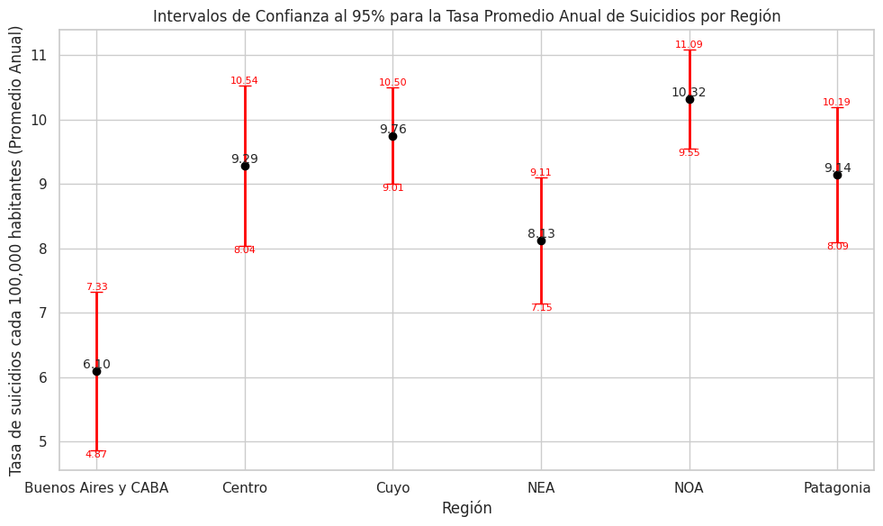 Intervalos de Confianza al 95% para la Tasa Promedio Anual de Suicidios por Región
Tasa de suicidios cada 100,000 habitantes (Promedio Anual)
11
10
9
8
7
6
5
7.33
6.10
4.87
10.54
9.29
8.04
10.50
9.76
9.01
9.11
8.13
7.15
11.09
10.32
9.55
10.19
9.14
8.09
Buenos Aires y CABA
Centro
Cuyo
NEA
NOA
Patagonia
Región